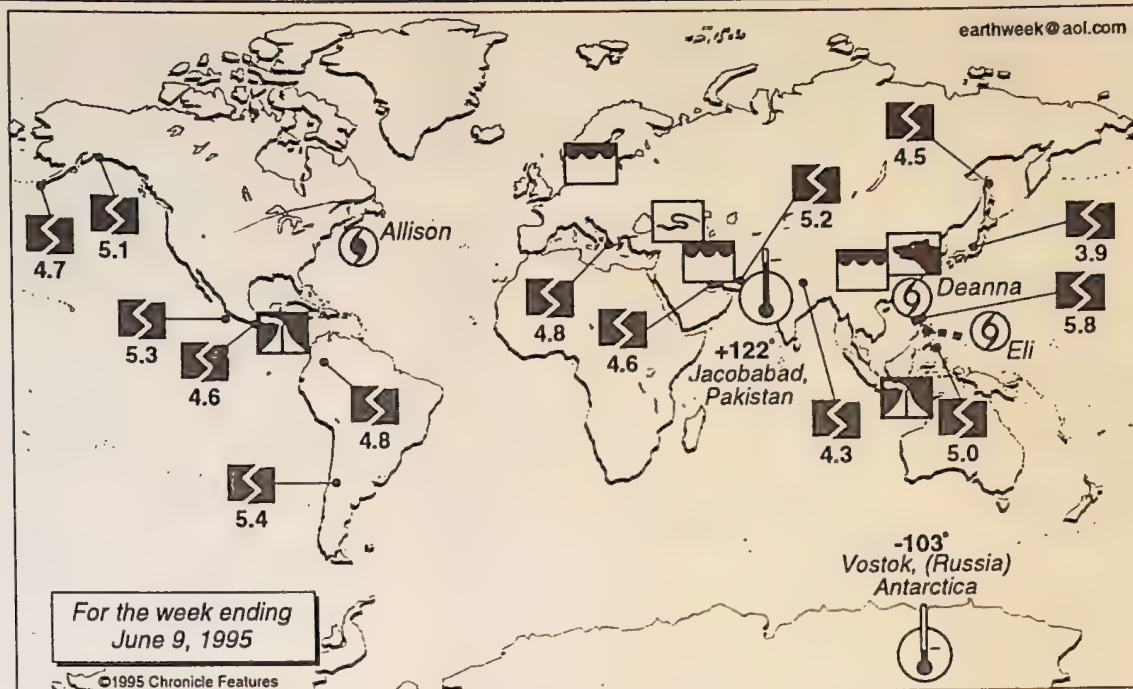 earthweek@aol.com
4.5
5.2
Allison
4.7
5.1
3.9
Deanna
4.8
5.8
5.3
4.6
Eli
+122°
Jacobabad,
Pakistan
4.6
4.8
4.3
5.0
5.4
-103°
Vostok, (Russia)
Antarctica
For the week ending
June 9, 1995
©1995 Chronicle Features